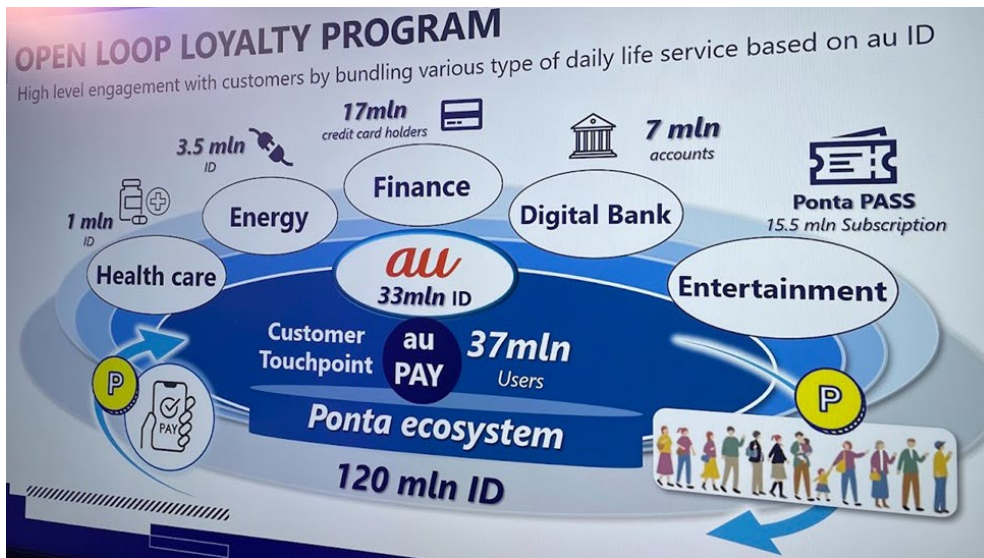 OPEN LOOP LOYALTY PROGRAM
High level engagement with customers by bundling various type of daily life service based on au ID
17mln
credit card holders
3.5 mln
ID
7 mln
accounts
1 mln
ID
Ponta PASS
15.5 mln Subscription
Health care
Energy
Finance
Digital Bank
Entertainment
au
33mln ID
Customer
Touchpoint
au
PAY
37mln
Users
P
PAY
P
Ponta ecosystem
120 mln ID